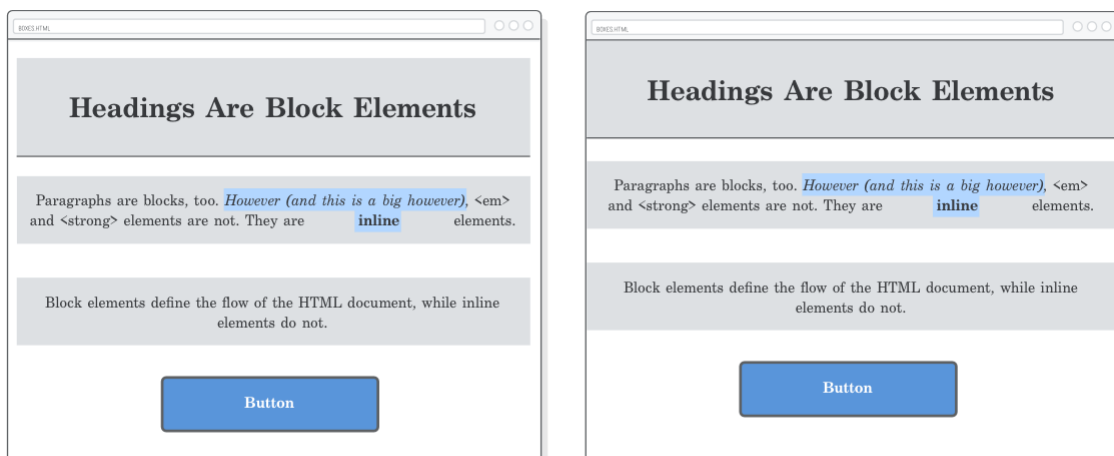 BOXES.HTML
Headings Are Block Elements
Paragraphs are blocks, too. However (and this is a big however), <em>
and <strong> elements are not. They are inline elements.
Block elements define the flow of the HTML document, while inline
elements do not.
Button
BOXES.HTML
Headings Are Block Elements
Paragraphs are blocks, too. However (and this is a big however), <em>
and <strong> elements are not. They are inline elements.
Block elements define the flow of the HTML document, while inline
elements do not.
Button